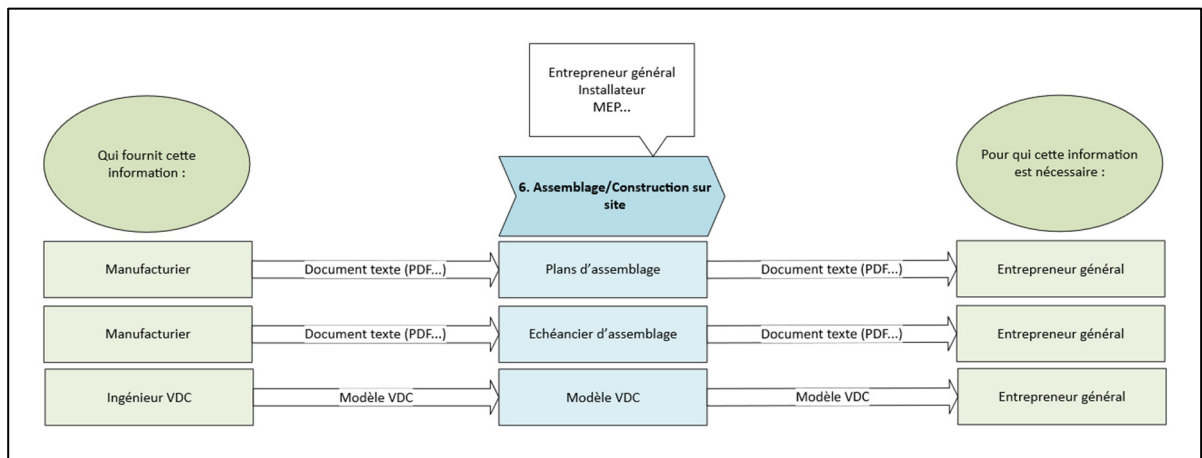 Entrepreneur général
Installateur
MEP...
Qui fournit cette
information :
6. Assemblage/Construction sur
site
Pour qui cette information
est nécessaire :
Manufacturier
Document texte (PDF...)
Plans d’assemblage
Document texte (PDF...)
Entrepreneur général
Manufacturier
Document texte (PDF...)
Echéancier d’assemblage
Document texte (PDF...)
Entrepreneur général
Ingénieur VDC
Modèle VDC
Modèle VDC
Modèle VDC
Entrepreneur général